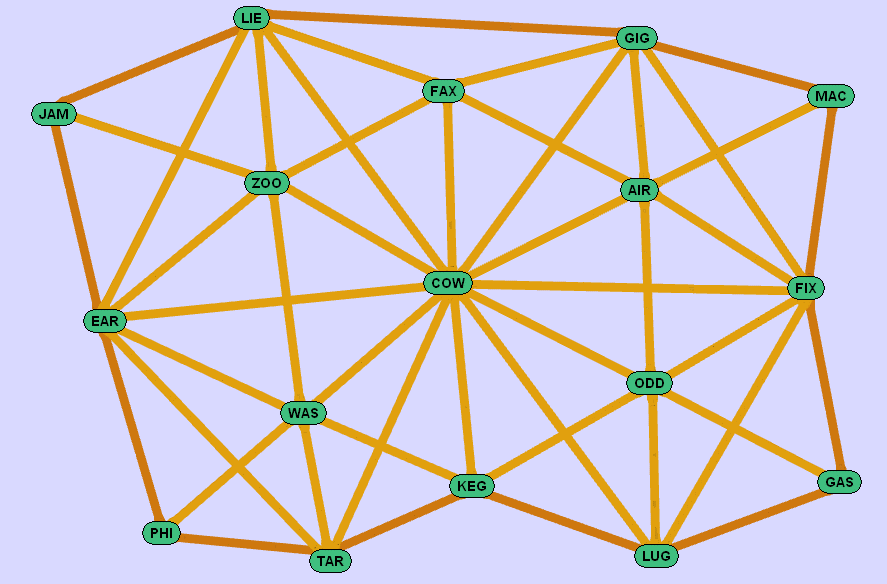 LIE
GIG
FAX
MAC
JAM
ZOO
AIR
COW
FIX
EAR
ODD
WAS
KEG
GAS
PHI
TAR
LUG